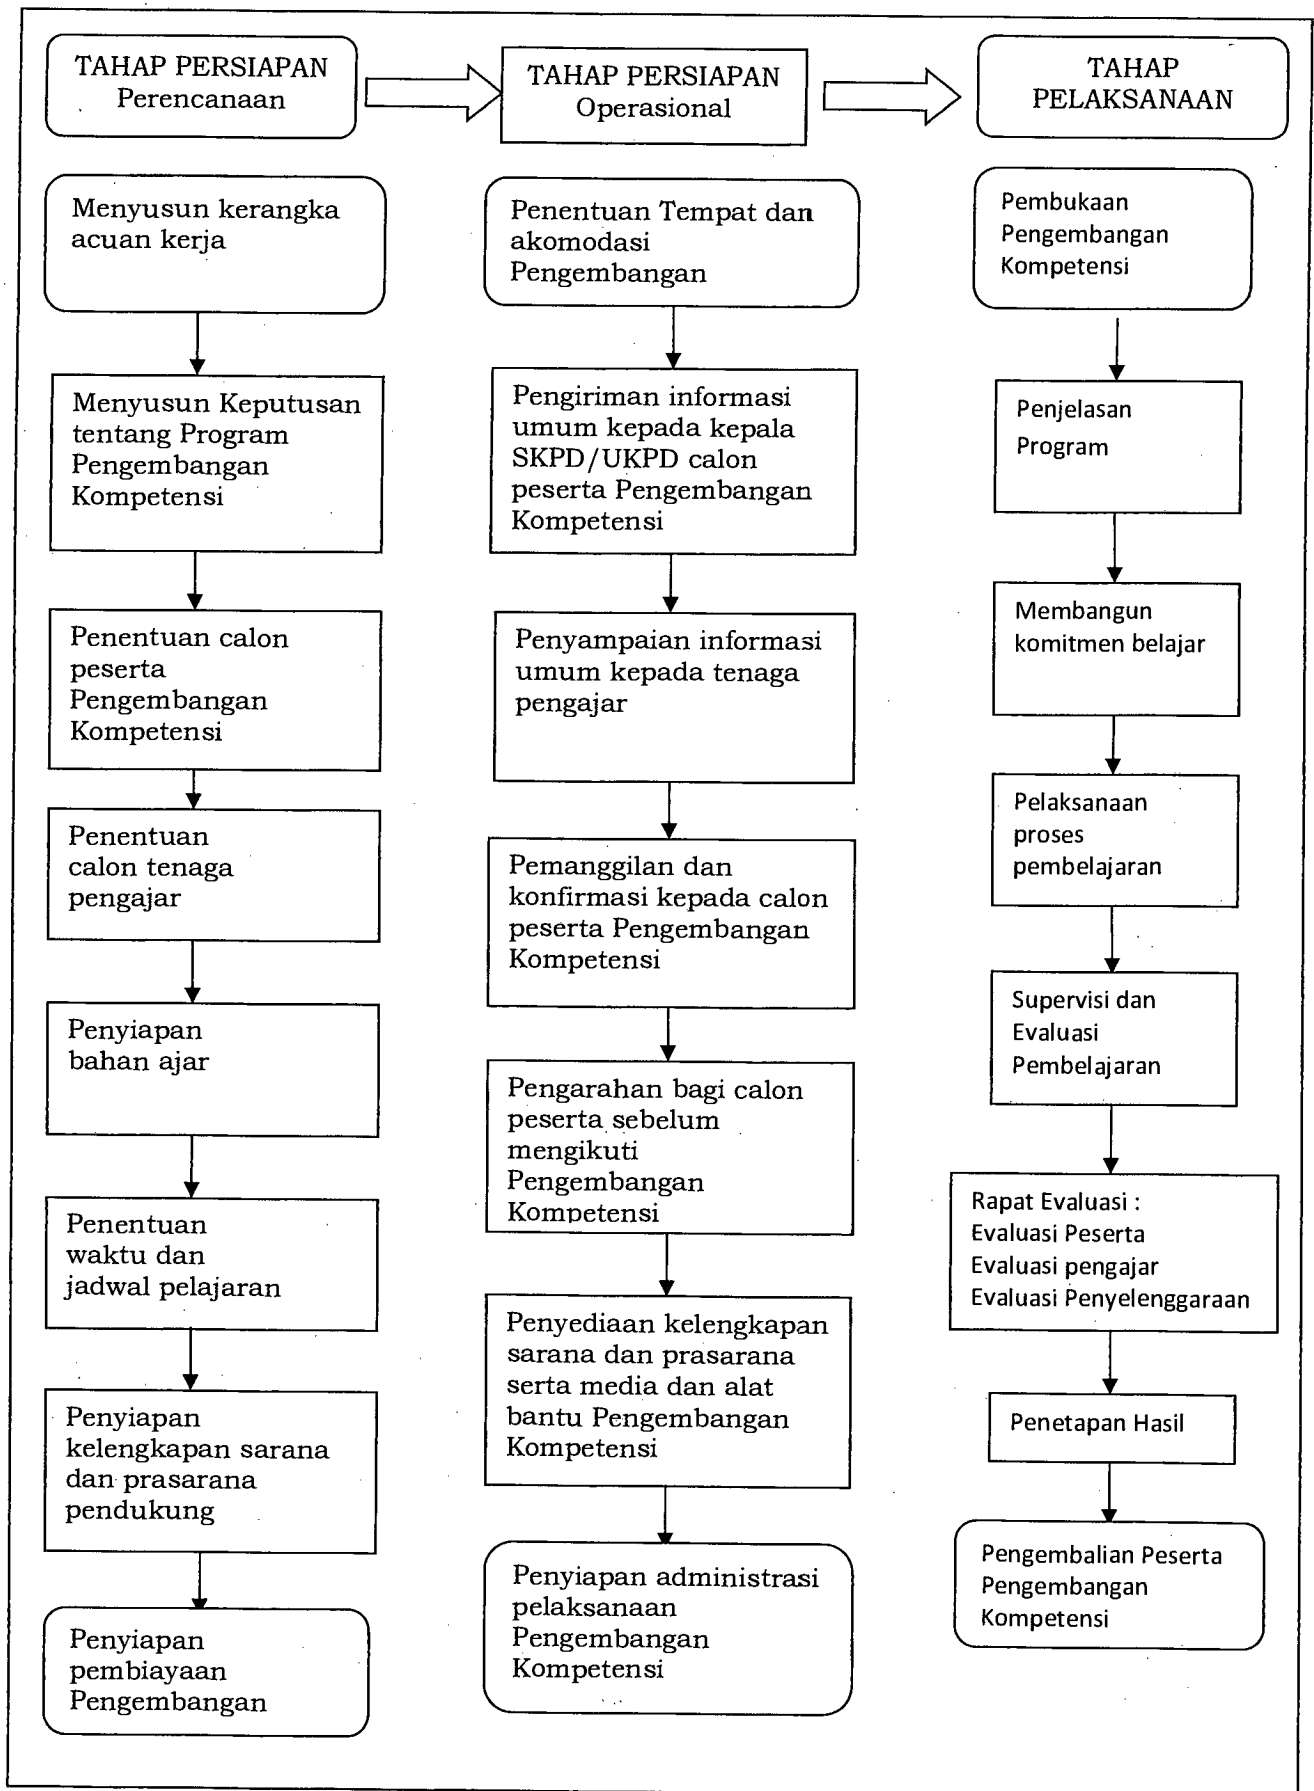 TAHAP PERSIAPAN
Perencanaan
TAHAP PERSIAPAN
Operasional
TAHAP
PELAKSANAAN
Menyusun kerangka
acuan kerja
Menyusun Keputusan
tentang Program
Pengembangan
Kompetensi
Penentuan calon
peserta
Pengembangan
Kompetensi
Penentuan
calon tenaga
pengajar
Penyiapan
bahan ajar
Penentuan
waktu dan
jadwal pelajaran
Penyiapan
kelengkapan sarana
dan prasarana
pendukung
Penyiapan
pembiayaan
Pengembangan
Penentuan Tempat dan
akomodasi
Pengembangan
Pengiriman informasi
umum kepada kepala
SKPD/UKPD calon
peserta Pengembangan
Kompetensi
Penyampaian informasi
umum kepada tenaga
pengajar
Pemanggilan dan
konfirmasi kepada calon
peserta Pengembangan
Kompetensi
Pengarahan bagi calon
peserta sebelum
mengikuti
Pengembangan
Kompetensi
Penyediaan kelengkapan
sarana dan prasarana
serta media dan alat
bantu Pengembangan
Kompetensi
Penyiapan administrasi
pelaksanaan
Pengembangan
Kompetensi
Pembukaan
Pengembangan
Kompetensi
Penjelasan
Program
Membangun
komitmen belajar
Pelaksanaan
proses
pembelajaran
Supervisi dan
Evaluasi
Pembelajaran
Rapat Evaluasi :
Evaluasi Peserta
Evaluasi pengajar
Evaluasi Penyelenggaraan
Penetapan Hasil
Pengembalian Peserta
Pengembangan
Kompetensi